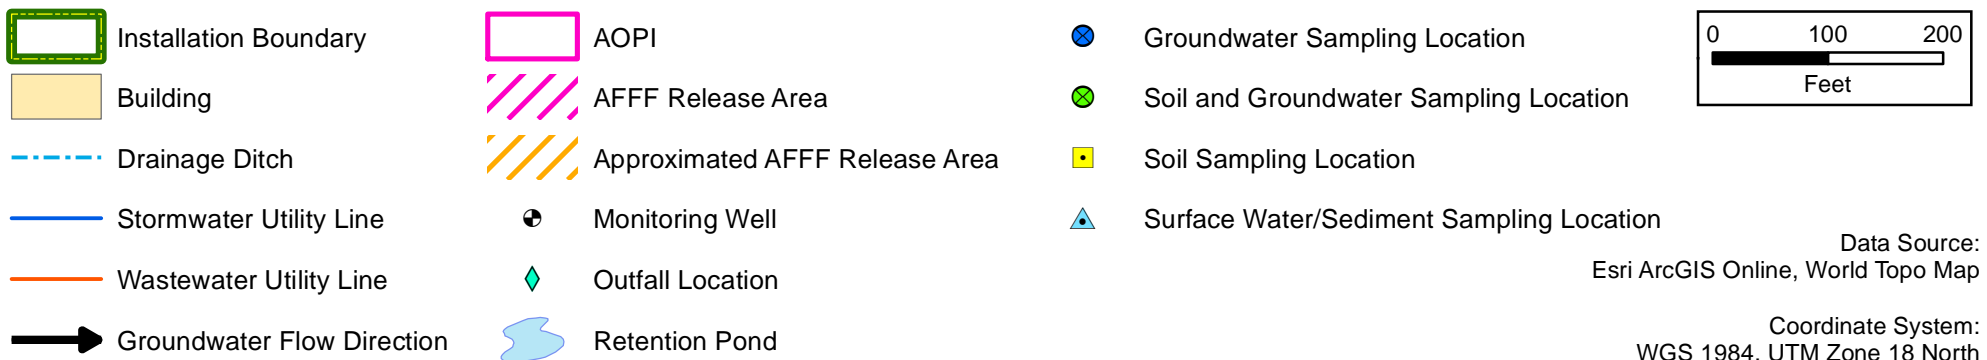 Installation Boundary
Building
Drainage Ditch
Stormwater Utility Line
Wastewater Utility Line
Groundwater Flow Direction
AOPI
AFFF Release Area
Approximated AFFF Release Area
Monitoring Well
Outfall Location
Retention Pond
Groundwater Sampling Location
Soil and Groundwater Sampling Location
Soil Sampling Location
Surface Water/Sediment Sampling Location
0 100 200
Feet
Data Source:
Esri ArcGIS Online, World Topo Map
Coordinate System:
WGS 1984, UTM Zone 18 North